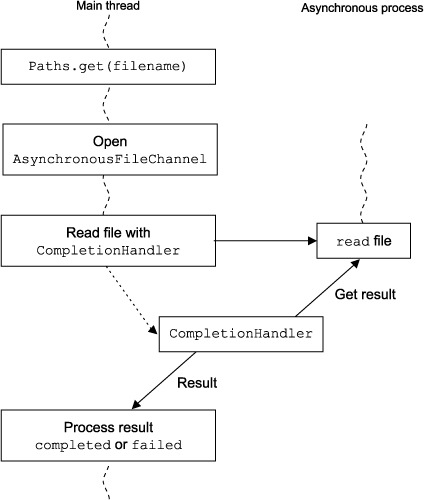 Main thread
Asynchronous process
Paths.get(filename)
Open
AsynchronousFileChannel
Read file with
CompletionHandler
read file
Get result
CompletionHandler
Result
Process result
completed or failed